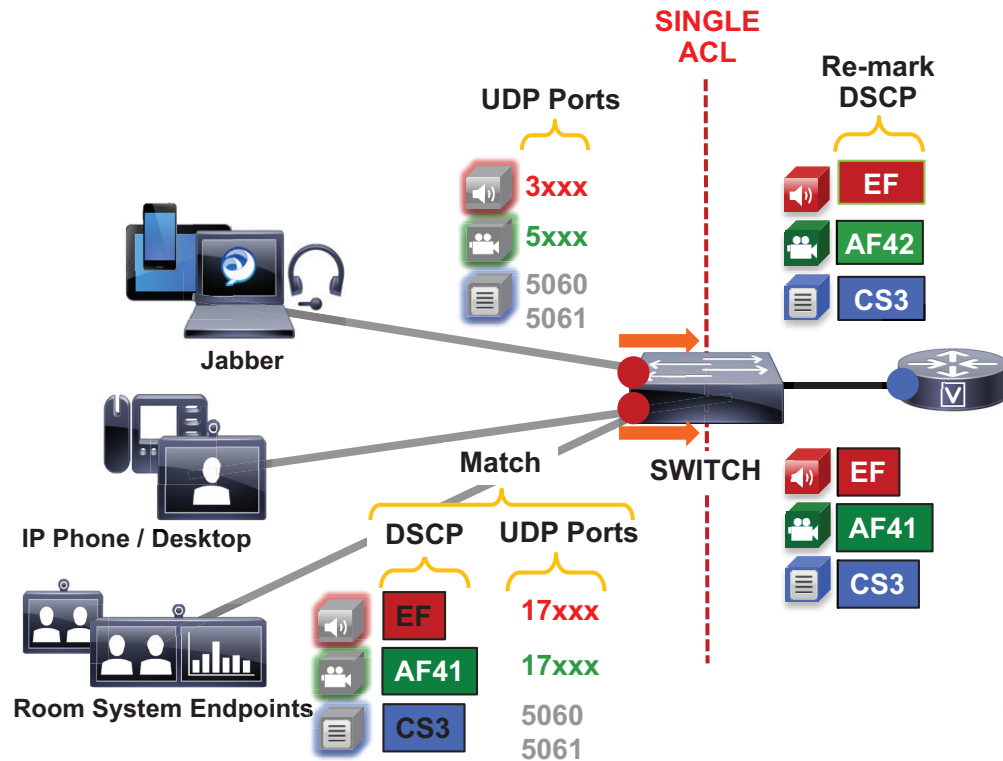 SINGLE
ACL
Re-mark
DSCP
UDP Ports
3xxx
5xxx
5060
5061
EF
AF42
CS3
Jabber
V
SWITCH
Match
DSCP
UDP Ports
IP Phone / Desktop
EF
AF41
CS3
EF
17xxx
AF41
17xxx
CS3
5060
5061
Room System Endpoints